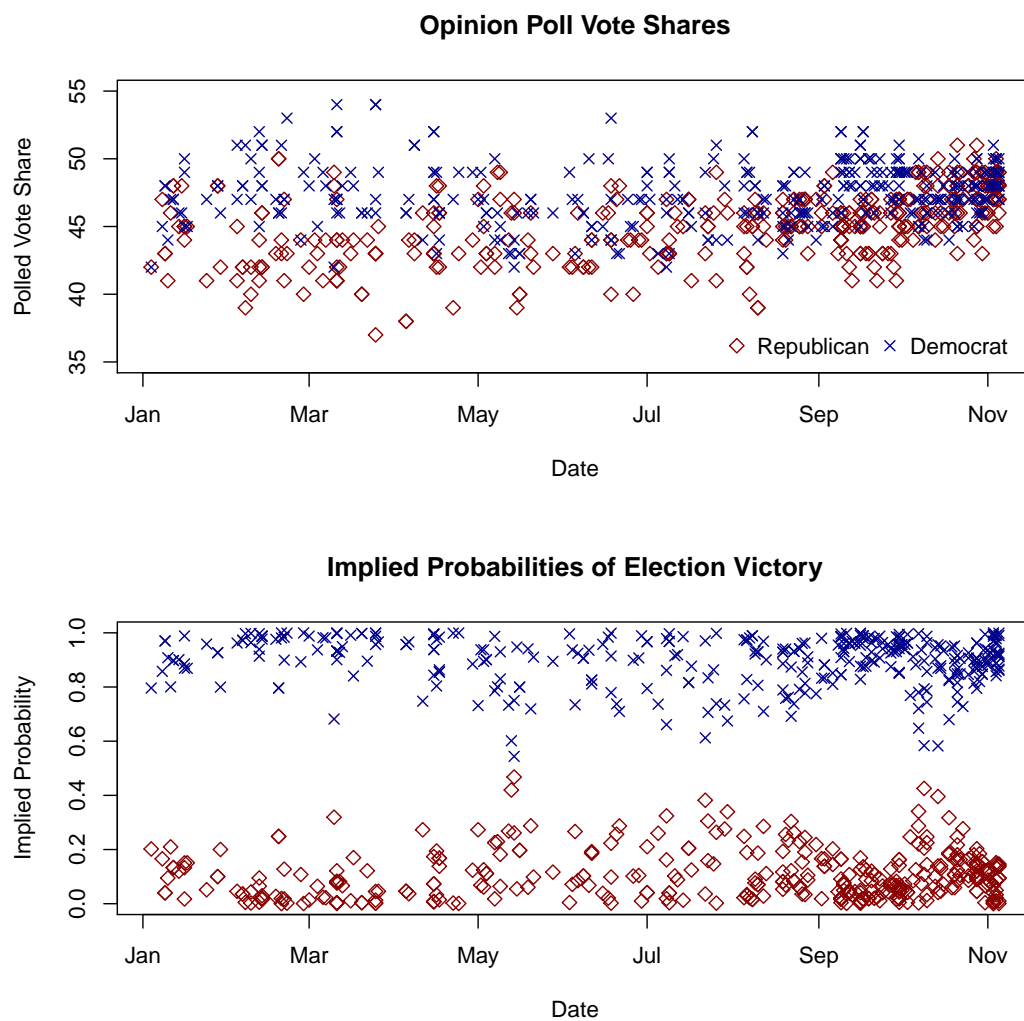 Opinion Poll Vote Shares
Polled Vote Share
55
50
45
40
35
Republican Democrat
Jan Mar May Jul Sep Nov
Date
Implied Probabilities of Election Victory
Implied Probability
1.0
0.8
0.6
0.4
0.2
0.0
Jan Mar May Jul Sep Nov
Date